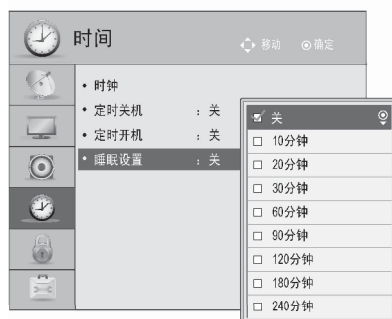 时间
移动 确定
• 时钟
• 定时关机 : 关
• 定时开机 : 关
• 睡眠设置 : 关
关
10分钟
20分钟
30分钟
60分钟
90分钟
120分钟
180分钟
240分钟